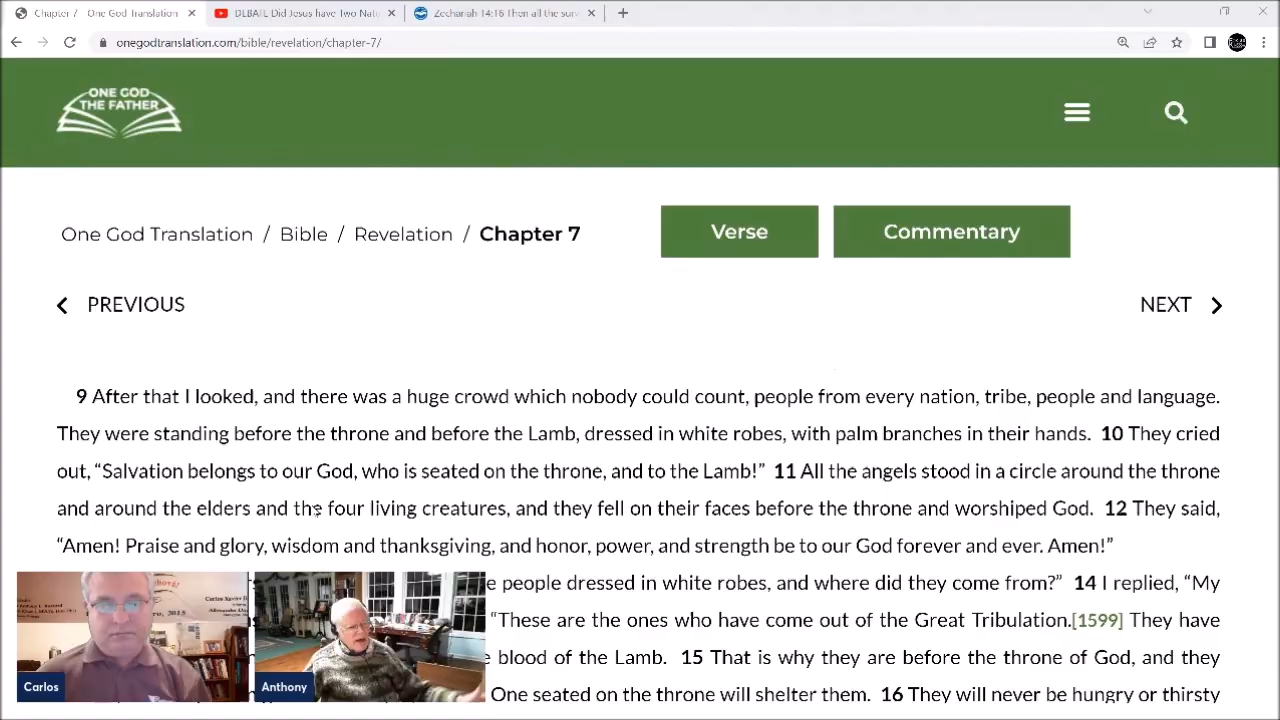 Chapter 7 One God Translation
DEBATE Did Jesus have Two Natu
Zechariah 14:16 Then all the surv
onegodtranslation.com/bible/revelation/chapter-7/
ONE GOD
THE FATHER
One God Translation / Bible / Revelation / Chapter 7
Verse
Commentary
PREVIOUS
NEXT
9 After that I looked, and there was a huge crowd which nobody could count, people from every nation, tribe, people and language.
They were standing before the throne and before the Lamb, dressed in white robes, with palm branches in their hands. 10 They cried
out, “Salvation belongs to our God, who is seated on the throne, and to the Lamb!” 11 All the angels stood in a circle around the throne
and around the elders and the four living creatures, and they fell on their faces before the throne and worshiped God. 12 They said,
“Amen! Praise and glory, wisdom and thanksgiving, and honor, power, and strength be to our God forever and ever. Amen!”
people dressed in white robes, and where did they come from?” 14 I replied, “My
“These are the ones who have come out of the Great Tribulation.[1599] They have
blood of the Lamb. 15 That is why they are before the throne of God, and they
One seated on the throne will shelter them. 16 They will never be hungry or thirsty
Carlos
Anthony